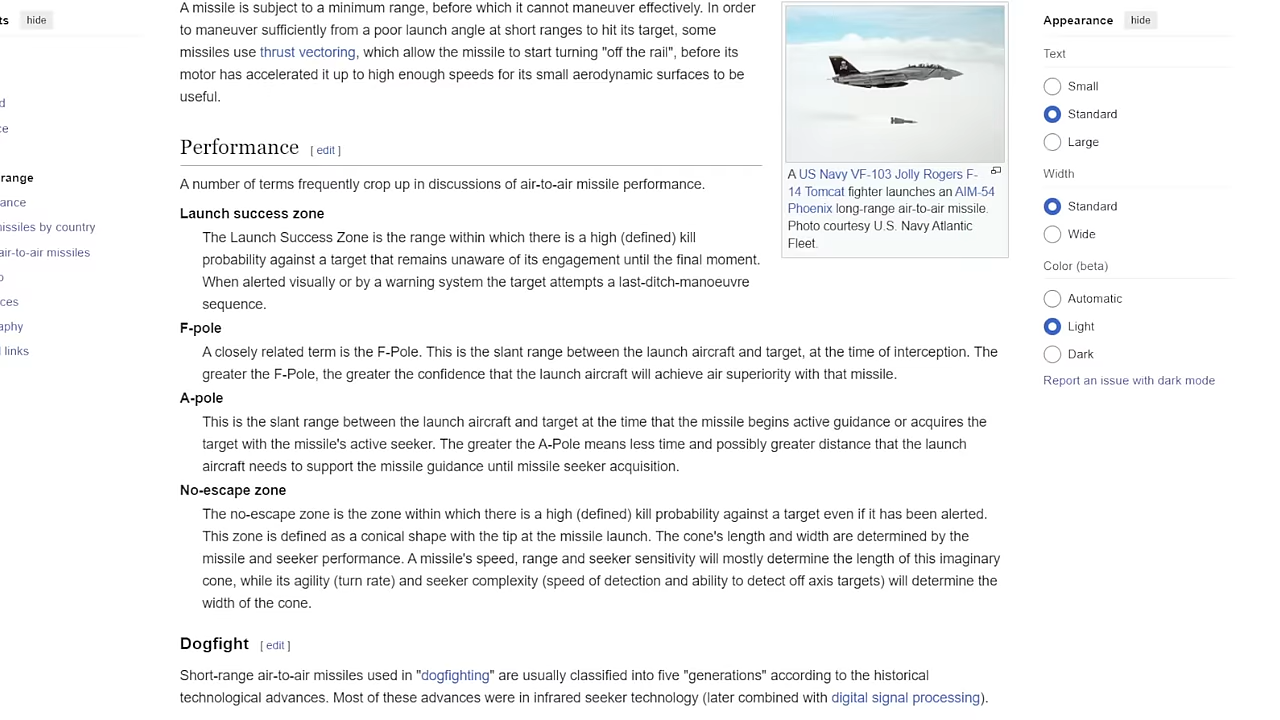 ts hide
d
ce
range
ance
issiles by country
air-to-air missiles
o
ces
aphy
l links
A missile is subject to a minimum range, before which it cannot maneuver effectively. In order
to maneuver sufficiently from a poor launch angle at short ranges to hit its target, some
missiles use thrust vectoring, which allow the missile to start turning "off the rail", before its
motor has accelerated it up to high enough speeds for its small aerodynamic surfaces to be
useful.
Performance [ edit ]
A number of terms frequently crop up in discussions of air-to-air missile performance.
Launch success zone
The Launch Success Zone is the range within which there is a high (defined) kill
probability against a target that remains unaware of its engagement until the final moment.
When alerted visually or by a warning system the target attempts a last-ditch-manoeuvre
sequence.
F-pole
A closely related term is the F-Pole. This is the slant range between the launch aircraft and target, at the time of interception. The
greater the F-Pole, the greater the confidence that the launch aircraft will achieve air superiority with that missile.
A-pole
This is the slant range between the launch aircraft and target at the time that the missile begins active guidance or acquires the
target with the missile's active seeker. The greater the A-Pole means less time and possibly greater distance that the launch
aircraft needs to support the missile guidance until missile seeker acquisition.
No-escape zone
The no-escape zone is the zone within which there is a high (defined) kill probability against a target even if it has been alerted.
This zone is defined as a conical shape with the tip at the missile launch. The cone's length and width are determined by the
missile and seeker performance. A missile's speed, range and seeker sensitivity will mostly determine the length of this imaginary
cone, while its agility (turn rate) and seeker complexity (speed of detection and ability to detect off axis targets) will determine the
width of the cone.
Dogfight [ edit ]
Short-range air-to-air missiles used in "dogfighting" are usually classified into five "generations" according to the historical
technological advances. Most of these advances were in infrared seeker technology (later combined with digital signal processing).
A US Navy VF-103 Jolly Rogers F-
14 Tomcat fighter launches an AIM-54
Phoenix long-range air-to-air missile.
Photo courtesy U.S. Navy Atlantic
Fleet.
Appearance hide
Text
Small
Standard
Large
Width
Standard
Wide
Color (beta)
Automatic
Light
Dark
Report an issue with dark mode